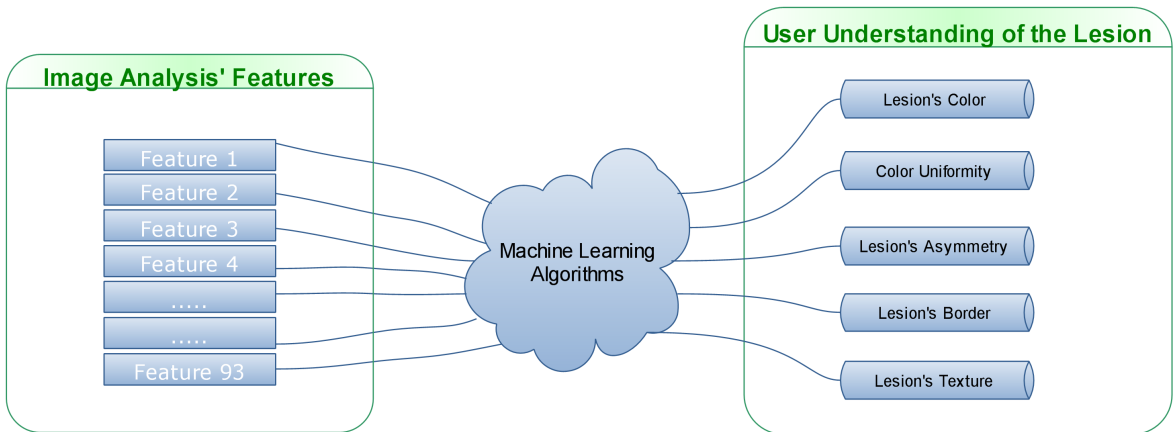 Image Analysis' Features
Feature 1
Feature 2
Feature 3
Feature 4
.....
.....
Feature 93
Machine Learning
Algorithms
User Understanding of the Lesion
Lesion's Color
Color Uniformity
Lesion's Asymmetry
Lesion's Border
Lesion's Texture